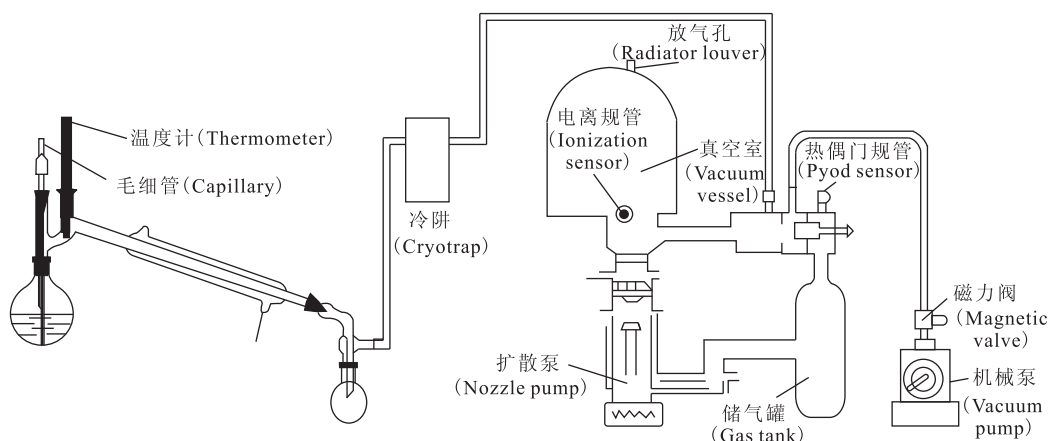 放气孔
(Radiator louver)
电离规管
(Ionization
sensor)
真空室
(Vacuum
vessel)
热偶门规管
(Pyod sensor)
温度计(Thermometer)
毛细管(Capillary)
冷阱
(Cryotrap)
磁力阀
(Magnetic
valve)
扩散泵
(Nozzle pump)
储气罐
(Gas tank)
机械泵
(Vacuum
pump)